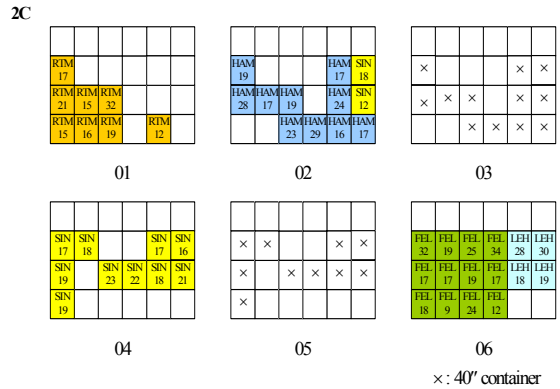 2C
RTM
17
RTM RTM RTM
21 15 32
RTM RTM RTM RTM
15 16 19 12
01
HAM HAM SIN
19 17 18
HAM HAM HAM HAM SIN
28 17 19 24 12
HAM HAM HAM HAM
23 29 16 17
02
× × ×
× × × × ×
× × × ×
03
SIN SIN SIN SIN
17 18 17 16
SIN SIN SIN SIN SIN
19 23 22 18 21
SIN
19
04
× × × ×
× × × × ×
×
05
FEL FEL FEL FEL LEH LEH
32 19 25 34 28 30
FEL FEL FEL FEL LEH LEH
17 17 19 17 18 19
FEL FEL FEL FEL
18 9 24 12
06
× : 40″ container